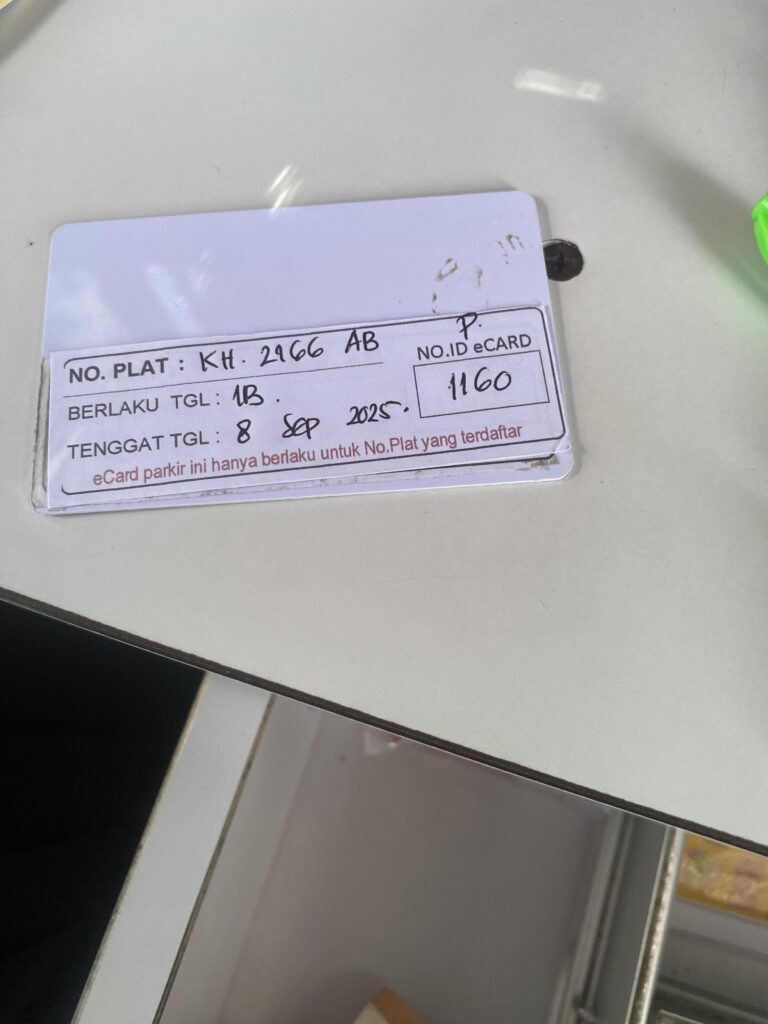 NO. PLAT : KH. 2966 AB
P.
NO.ID eCARD
1160
BERLAKU TGL : 1B.
TENGGAT TGL : 8 Sep 2025.
eCard parkir ini hanya berlaku untuk No.Plat yang terdaftar